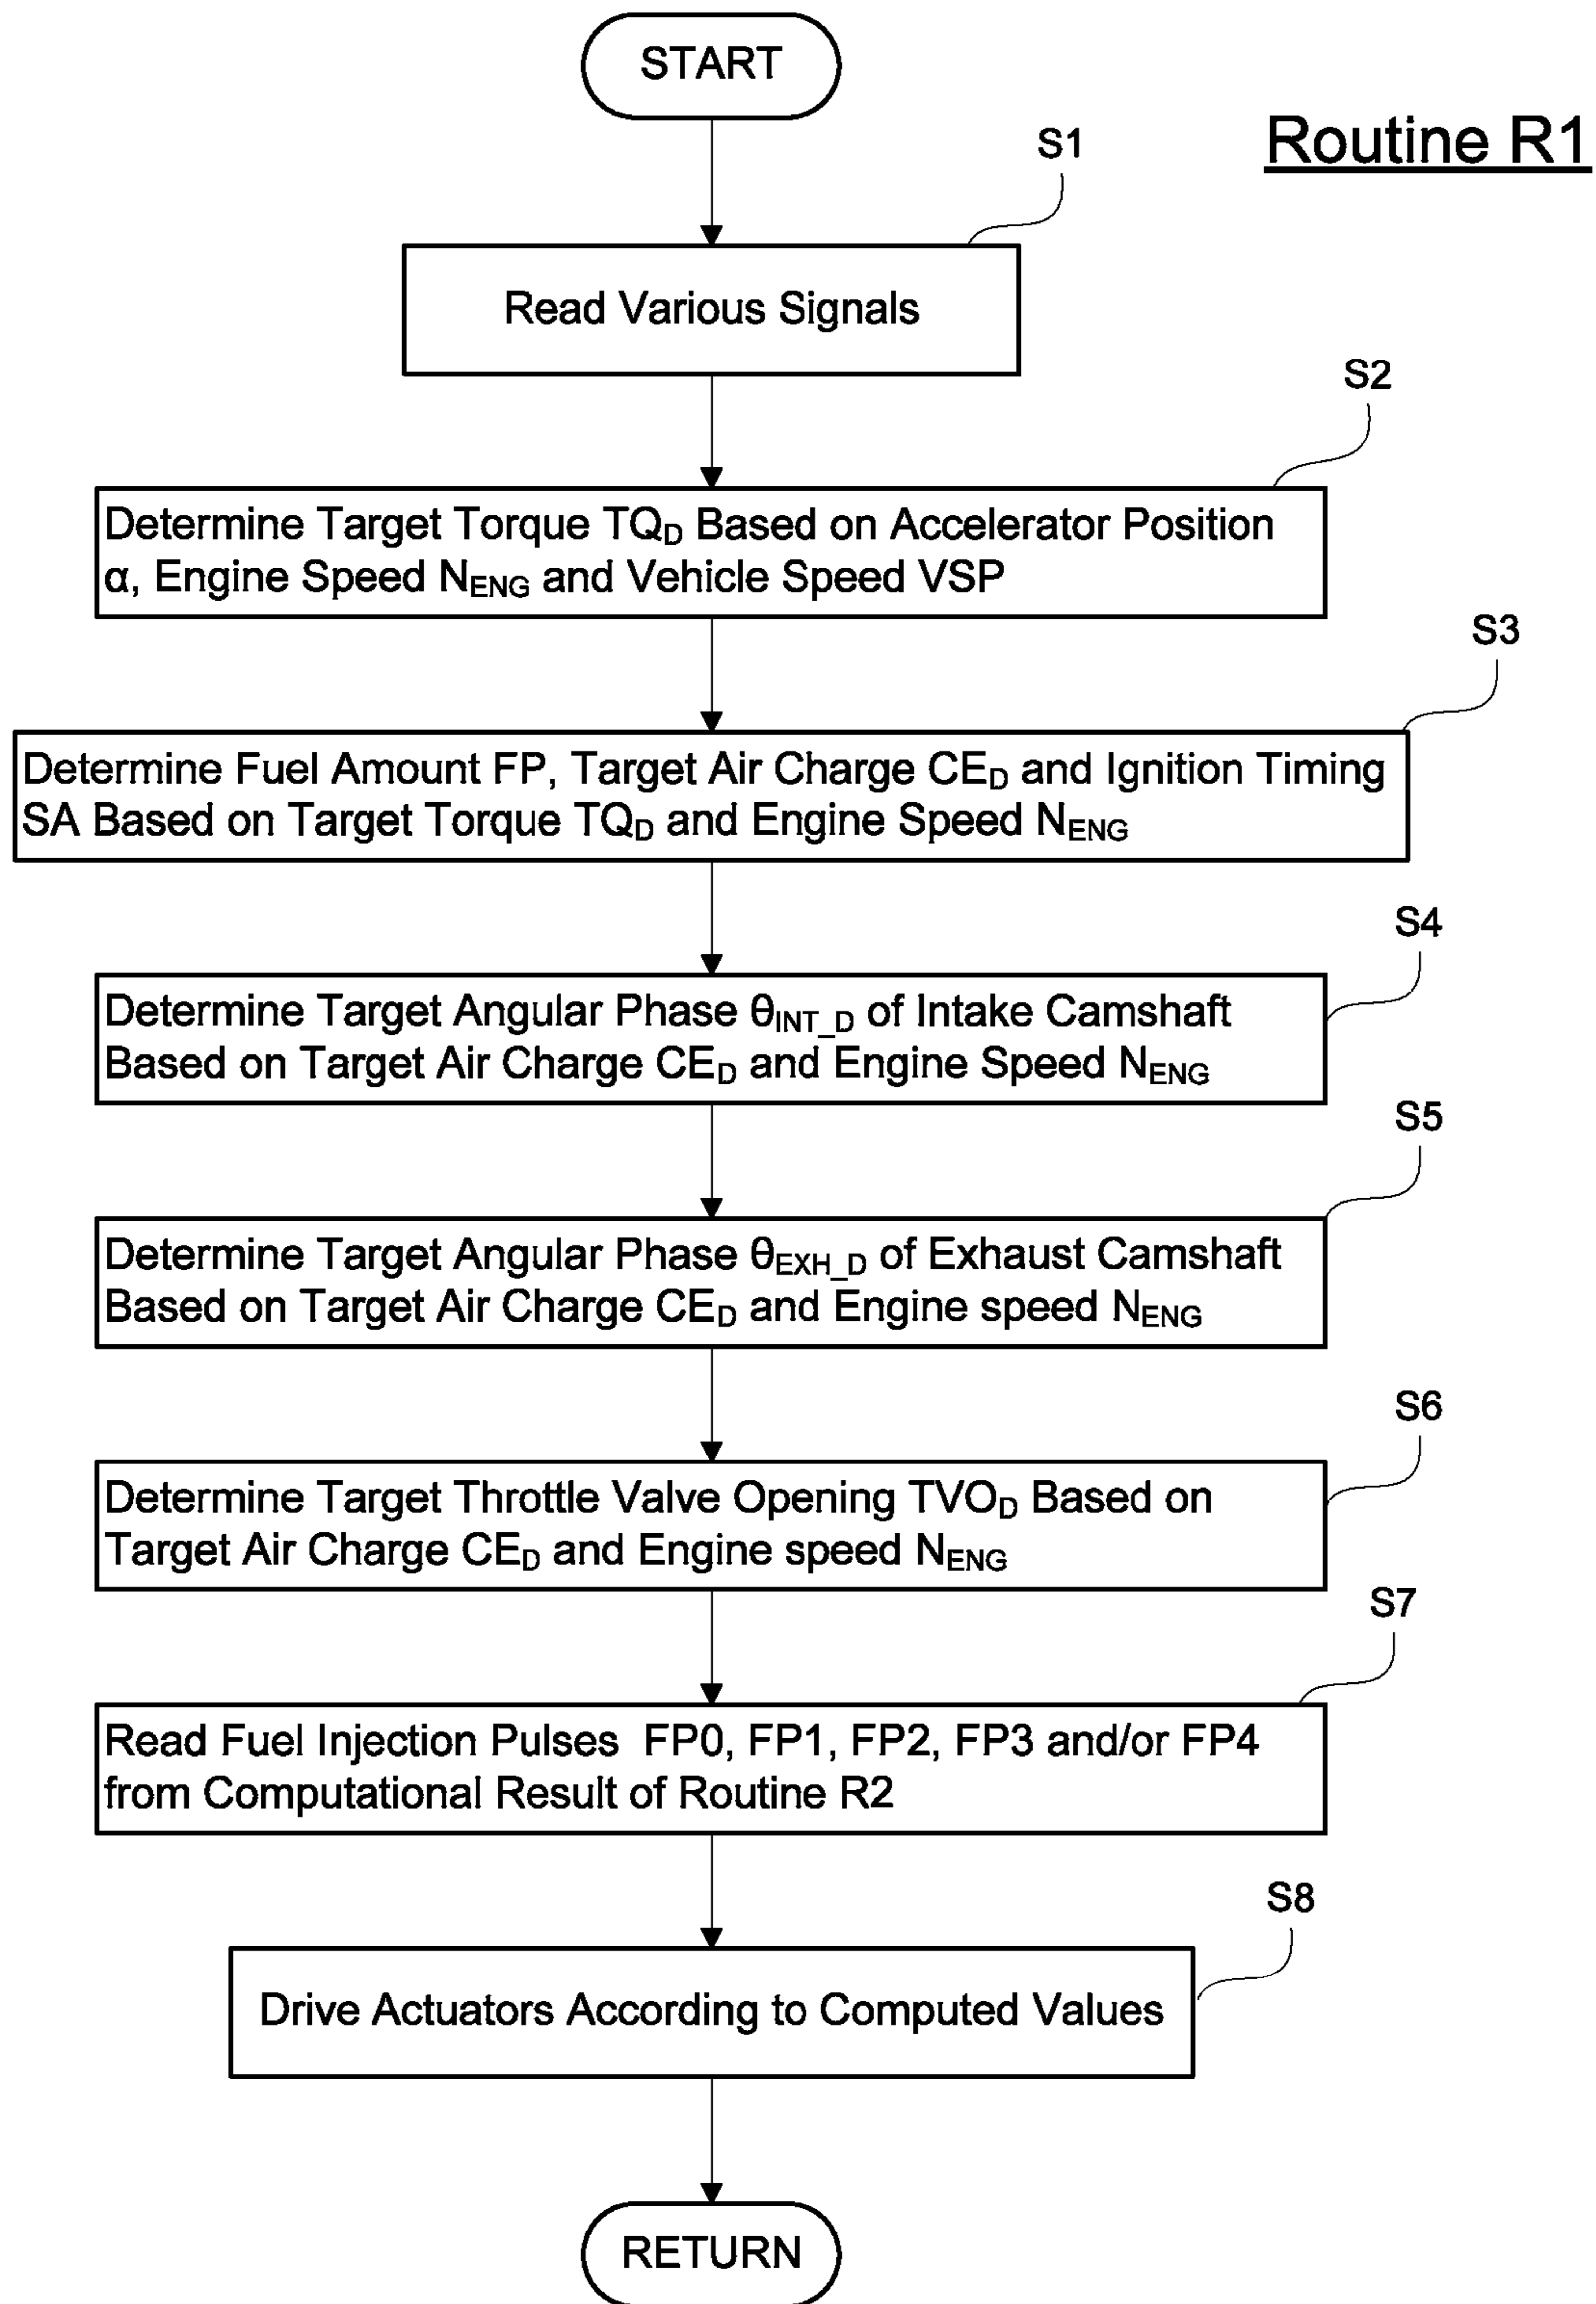 START
Routine R1
S1
Read Various Signals
S2
Determine Target Torque TQD Based on Accelerator Position
α, Engine Speed NENG and Vehicle Speed VSP
S3
Determine Fuel Amount FP, Target Air Charge CED and Ignition Timing
SA Based on Target Torque TQD and Engine Speed NENG
S4
Determine Target Angular Phase θINT_D of Intake Camshaft
Based on Target Air Charge CED and Engine Speed NENG
S5
Determine Target Angular Phase θEXH_D of Exhaust Camshaft
Based on Target Air Charge CED and Engine speed NENG
S6
Determine Target Throttle Valve Opening TVOD Based on
Target Air Charge CED and Engine speed NENG
S7
Read Fuel Injection Pulses FP0, FP1, FP2, FP3 and/or FP4
from Computational Result of Routine R2
S8
Drive Actuators According to Computed Values
RETURN